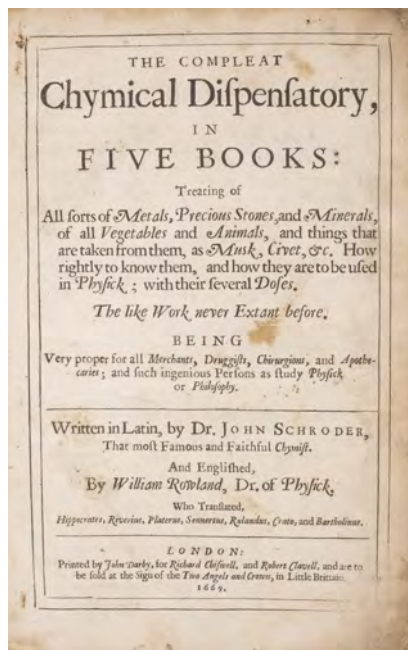 THE COMPLEAT
Chymical Diſpenſatory,
IN
FIVE BOOKS:
Treating of
All ſorts of Metals, Precious Stones, and Minerals,
of all Vegetables and Animals, and things that
are taken from them, as Musk, Civet, &c. How
rightly to know them, and how they are to be uſed
in Phyſick; with their ſeveral Doſes.
The like Work never Extant before.
BEING
Very proper for all Merchants, Druggiſts, Chirurgions, and Apothe-
caries; and ſuch ingenious Perſons as ſtudy Phyſick
or Philoſophy.
Written in Latin, by Dr. JOHN SCHRODER,
That moſt Famous and Faithful Chymiſt.
And Engliſhed,
By William Rowland, Dr. of Phyſick,
Who Tranſlated,
Hippocrates, Riverius, Platerus, Sennertus, Rulandus, Crato, and Bartholinus.
LONDON:
Printed by John Darby, for Richard Chiſwell, and Robert Clavell, and are to
be ſold at the Sign of the Two Angels and Crown, in Little Brittain.
1669.